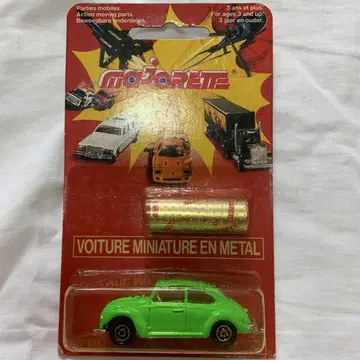 Parties mobiles.
Action moving parts.
Beweegbare onderdelen.
3 ans et plus.
For ages 3 and up.
3 jaar en ouder.
MAJORETTE®
VOITURE MINIATURE EN METAL